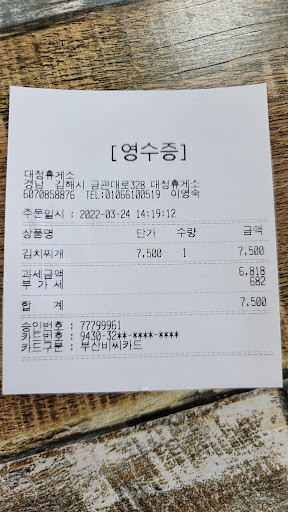 [영수증]
대정휴게소
경남 김해시 금관대로328 대정휴게소
6070858876 TEL:01066100519 이영숙
주문일시 : 2022-03-24 14:19:12
상품명 단가 수량 금액
김치찌개 7,500 1 7,500
과세금액 6,818
부가세 682
합 계 7,500
승인번호 : 77799961
카드번호 : 9430-32**-****-****
카드구분 : 부산비씨카드